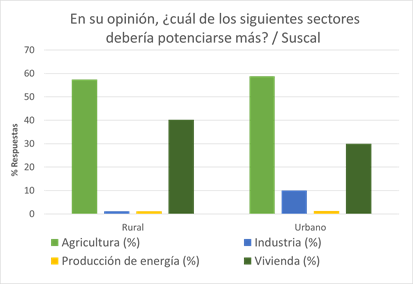 En su opinión, ¿cuál de los siguientes sectores
debería potenciarse más? / Suscal
% Respuestas
70
60
50
40
30
20
10
0
Rural
Urbano
Agricultura (%)
Industria (%)
Producción de energía (%)
Vivienda (%)